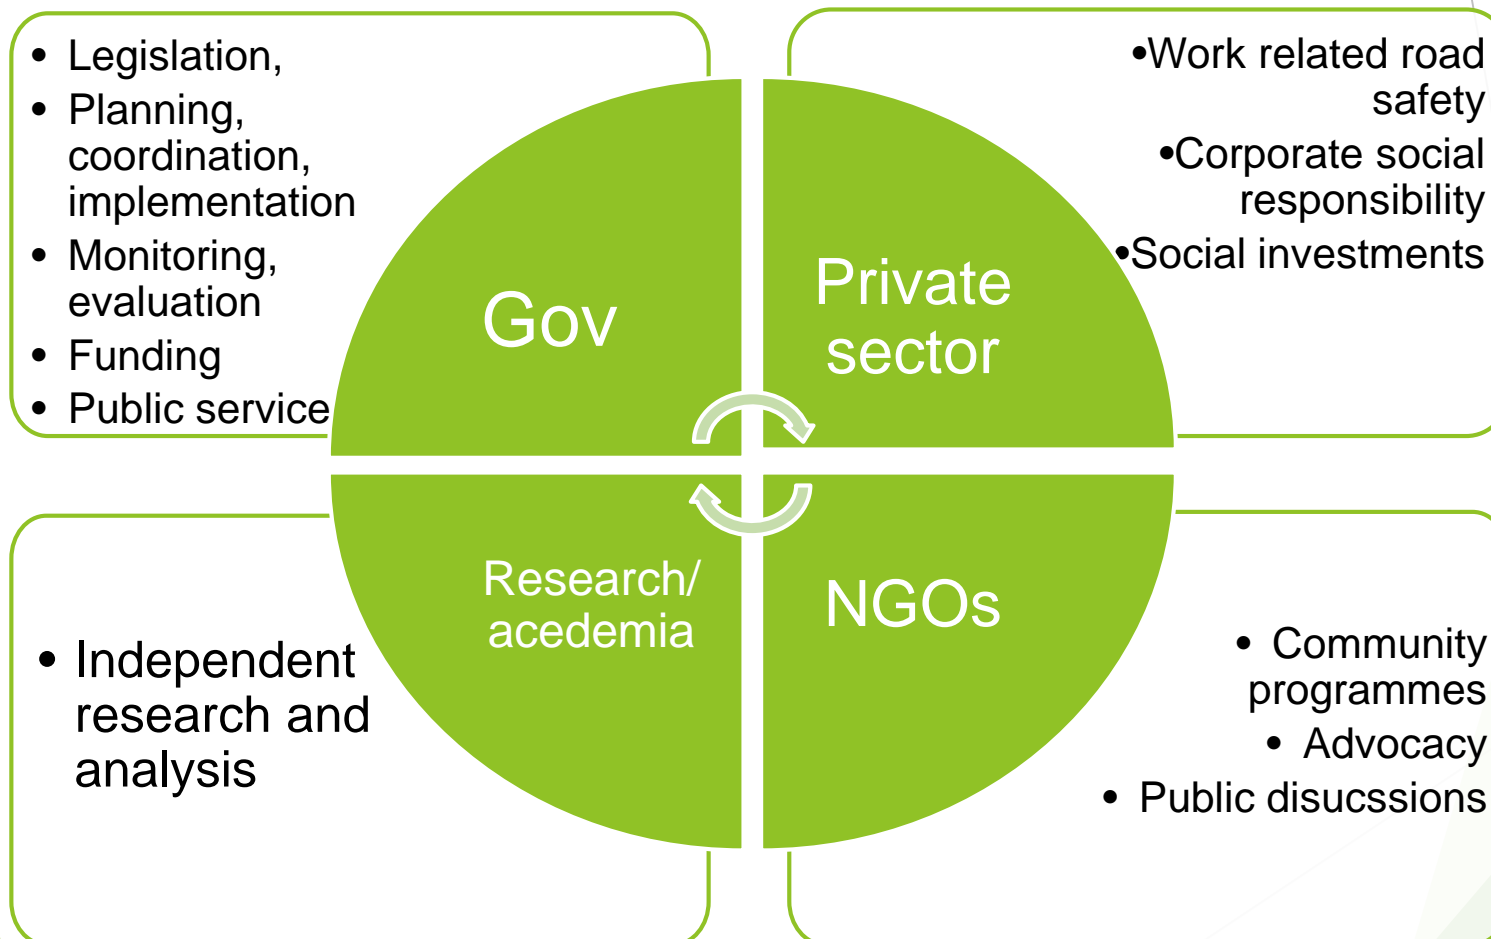 • Legislation,
• Planning,
coordination,
implementation
• Monitoring,
evaluation
• Funding
• Public service
Gov
•Work related road
safety
•Corporate social
responsibility
•Social investments
Private
sector
Research/
acedemia
• Independent
research and
analysis
NGOs
• Community
programmes
• Advocacy
• Public disucssions